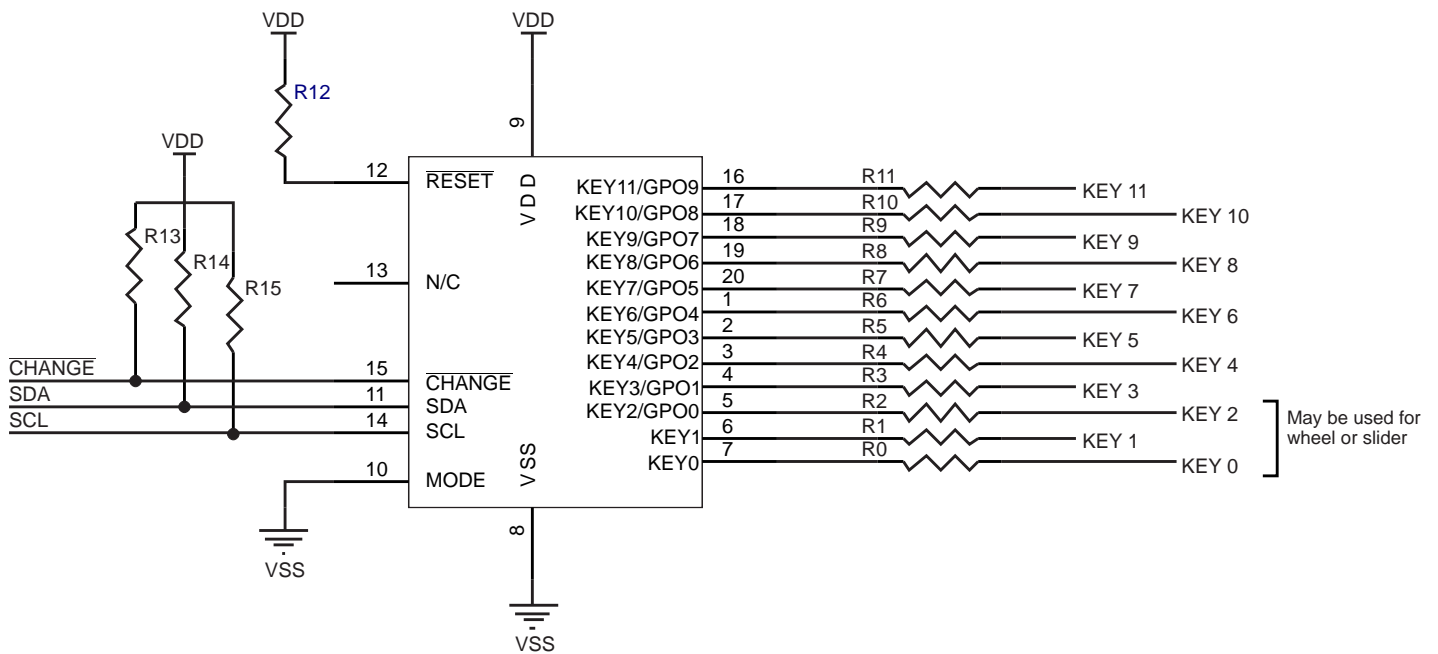 VDD
VDD
R12
9
VDD
12
RESET
VDD
KEY11/GPO9
16
R11
KEY 11
KEY10/GPO8
17
R10
KEY 10
R13
KEY9/GPO7
18
R9
KEY 9
R14
KEY8/GPO6
19
R8
KEY 8
13
N/C
R15
KEY7/GPO5
20
R7
KEY 7
KEY6/GPO4
1
R6
KEY 6
KEY5/GPO3
2
R5
KEY 5
CHANGE
15
CHANGE
KEY4/GPO2
3
R4
KEY 4
SDA
11
SDA
KEY3/GPO1
4
R3
KEY 3
SCL
14
SCL
KEY2/GPO0
5
R2
KEY 2
KEY1
6
R1
KEY 1
May be used for
wheel or slider
10
MODE
VSS
KEY0
7
R0
KEY 0
8
VSS
VSS